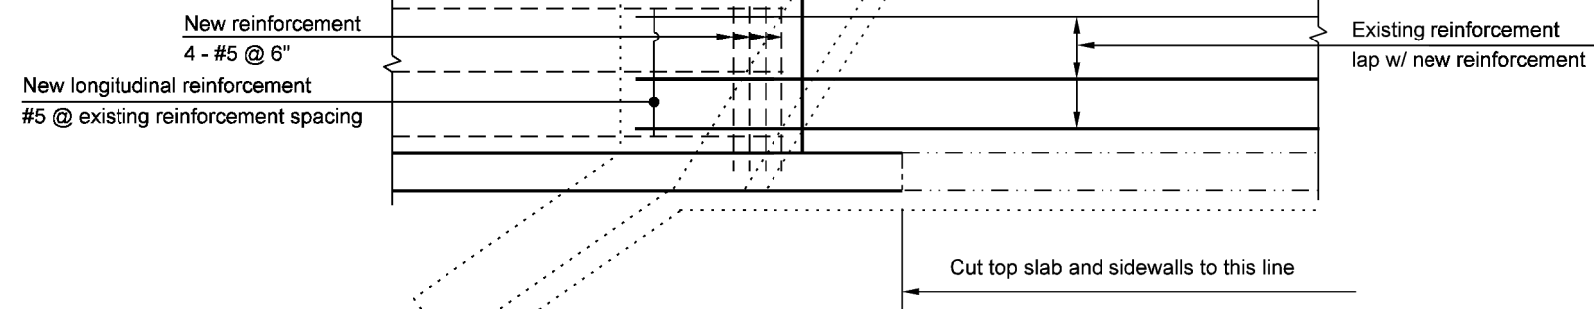 New reinforcement
4 - #5 @ 6"
New longitudinal reinforcement
#5 @ existing reinforcement spacing
Existing reinforcement
lap w/ new reinforcement
Cut top slab and sidewalls to this line